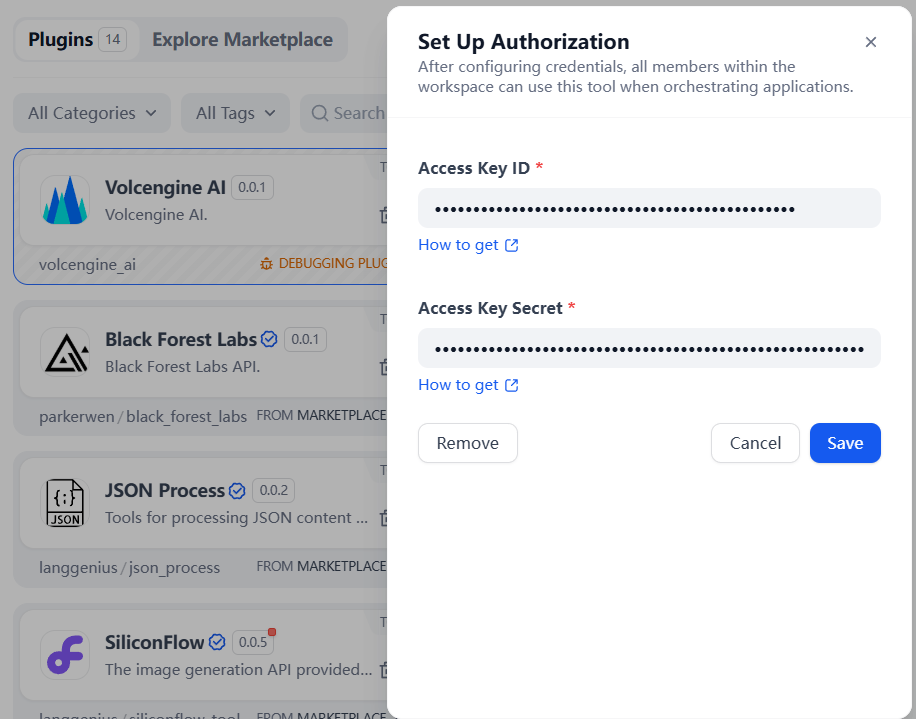 Plugins 14 Explore Marketplace
All Categories All Tags Search
Volcengine AI 0.0.1
Volcengine AI.
volcengine_ai DEBUGGING PLUG
Black Forest Labs 0.0.1
Black Forest Labs API.
parkerwen / black_forest_labs FROM MARKETPLACE
JSON
JSON Process 0.0.2
Tools for processing JSON content ...
langgenius / json_process FROM MARKETPLACE
SiliconFlow 0.0.5
The image generation API provided...
langgenius / siliconflow_tool FROM MARKETPLACE
Set Up Authorization
After configuring credentials, all members within the
workspace can use this tool when orchestrating applications.
Access Key ID *
How to get
Access Key Secret *
How to get
Remove Cancel Save